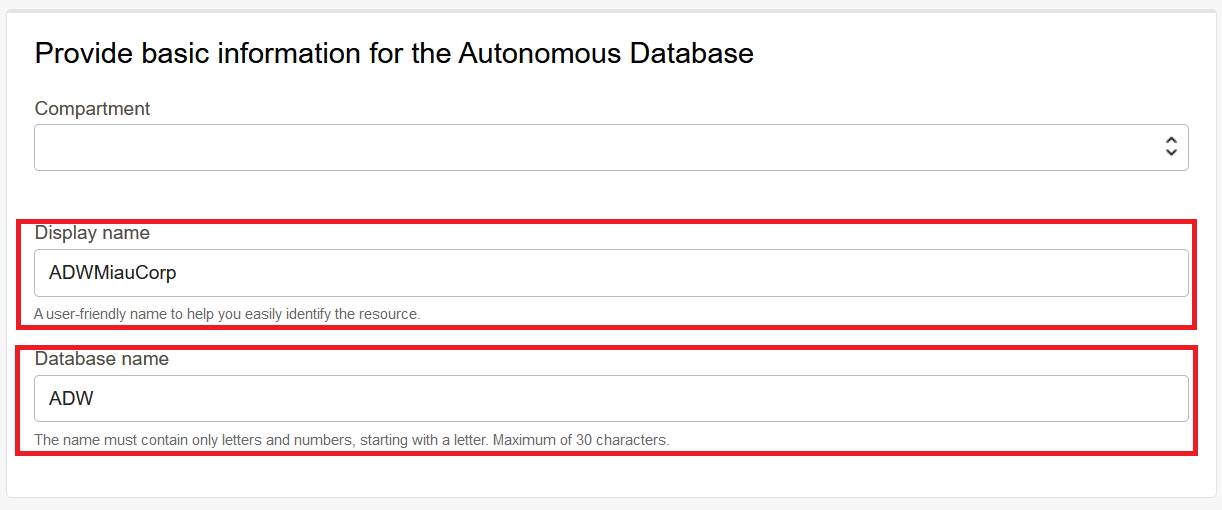 Provide basic information for the Autonomous Database
Compartment
Display name
ADWMiauCorp
A user-friendly name to help you easily identify the resource.
Database name
ADW
The name must contain only letters and numbers, starting with a letter. Maximum of 30 characters.